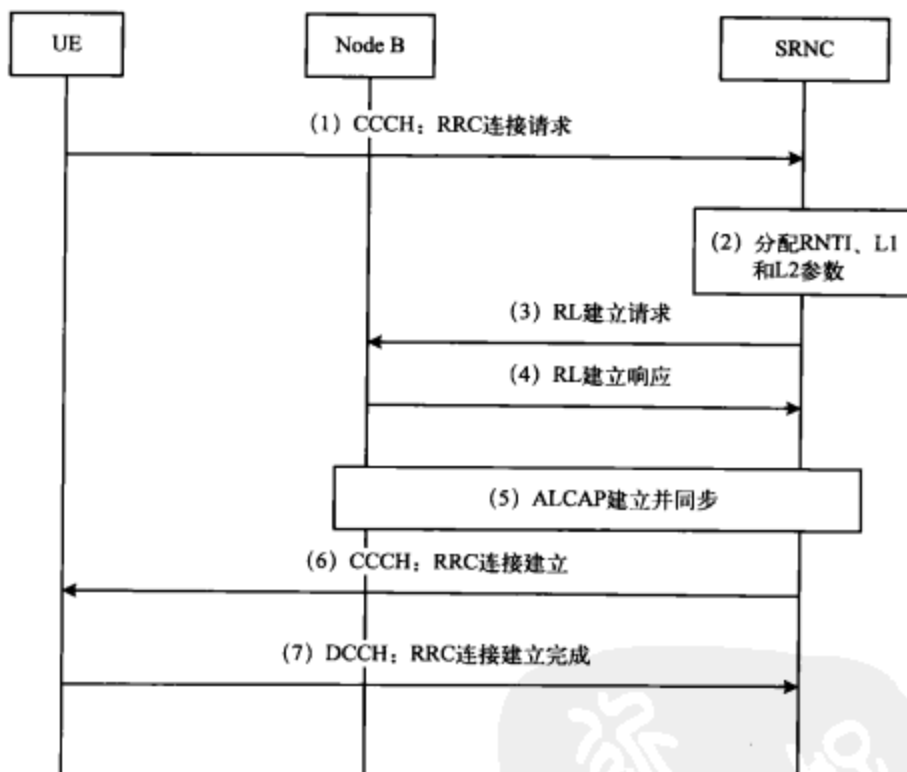 UE
Node B
SRNC
（1）CCCH：RRC连接请求
（2）分配RNTI、L1
和L2参数
（3）RL建立请求
（4）RL建立响应
（5）ALCAP建立并同步
（6）CCCH：RRC连接建立
（7）DCCH：RRC连接建立完成